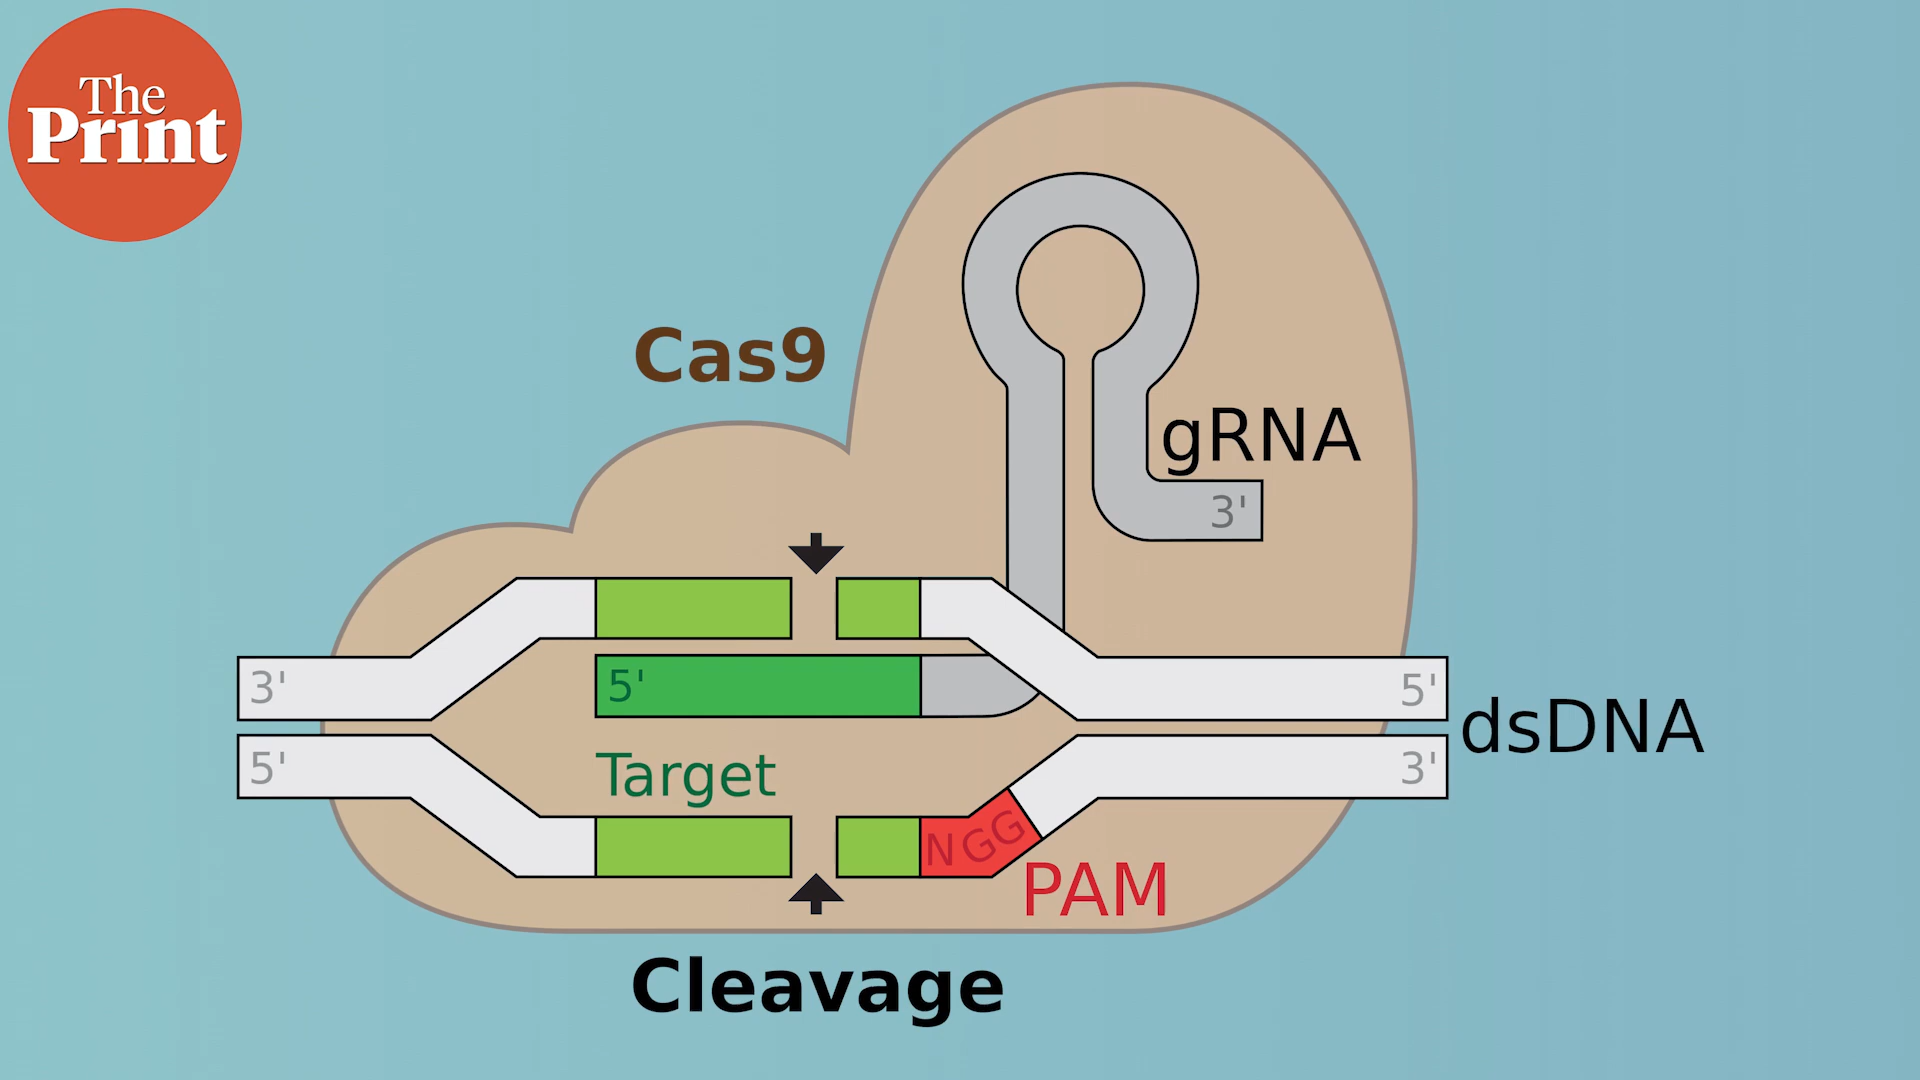 The
Print
Cas9
gRNA
3'
3'
5'
5'
dsDNA
5'
3'
Target
NGG
PAM
Cleavage